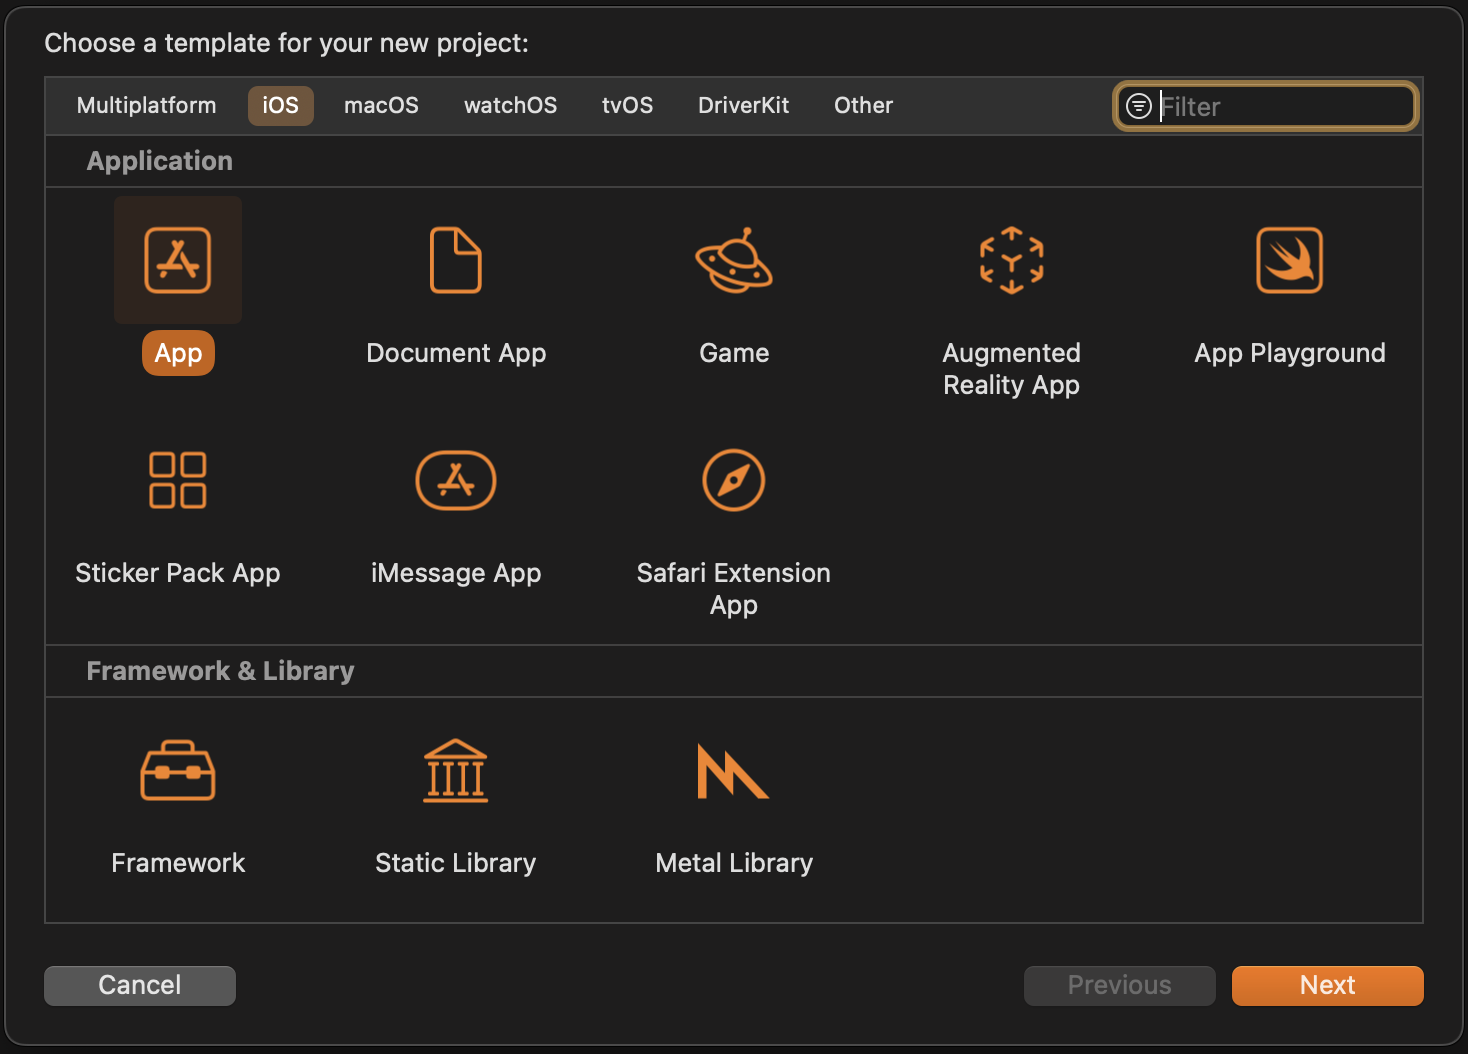 Choose a template for your new project:
Multiplatform iOS macOS watchOS tvOS DriverKit Other Filter
Application
App Document App Game Augmented Reality App App Playground
Sticker Pack App iMessage App Safari Extension App
Framework & Library
Framework Static Library Metal Library
Cancel Previous Next